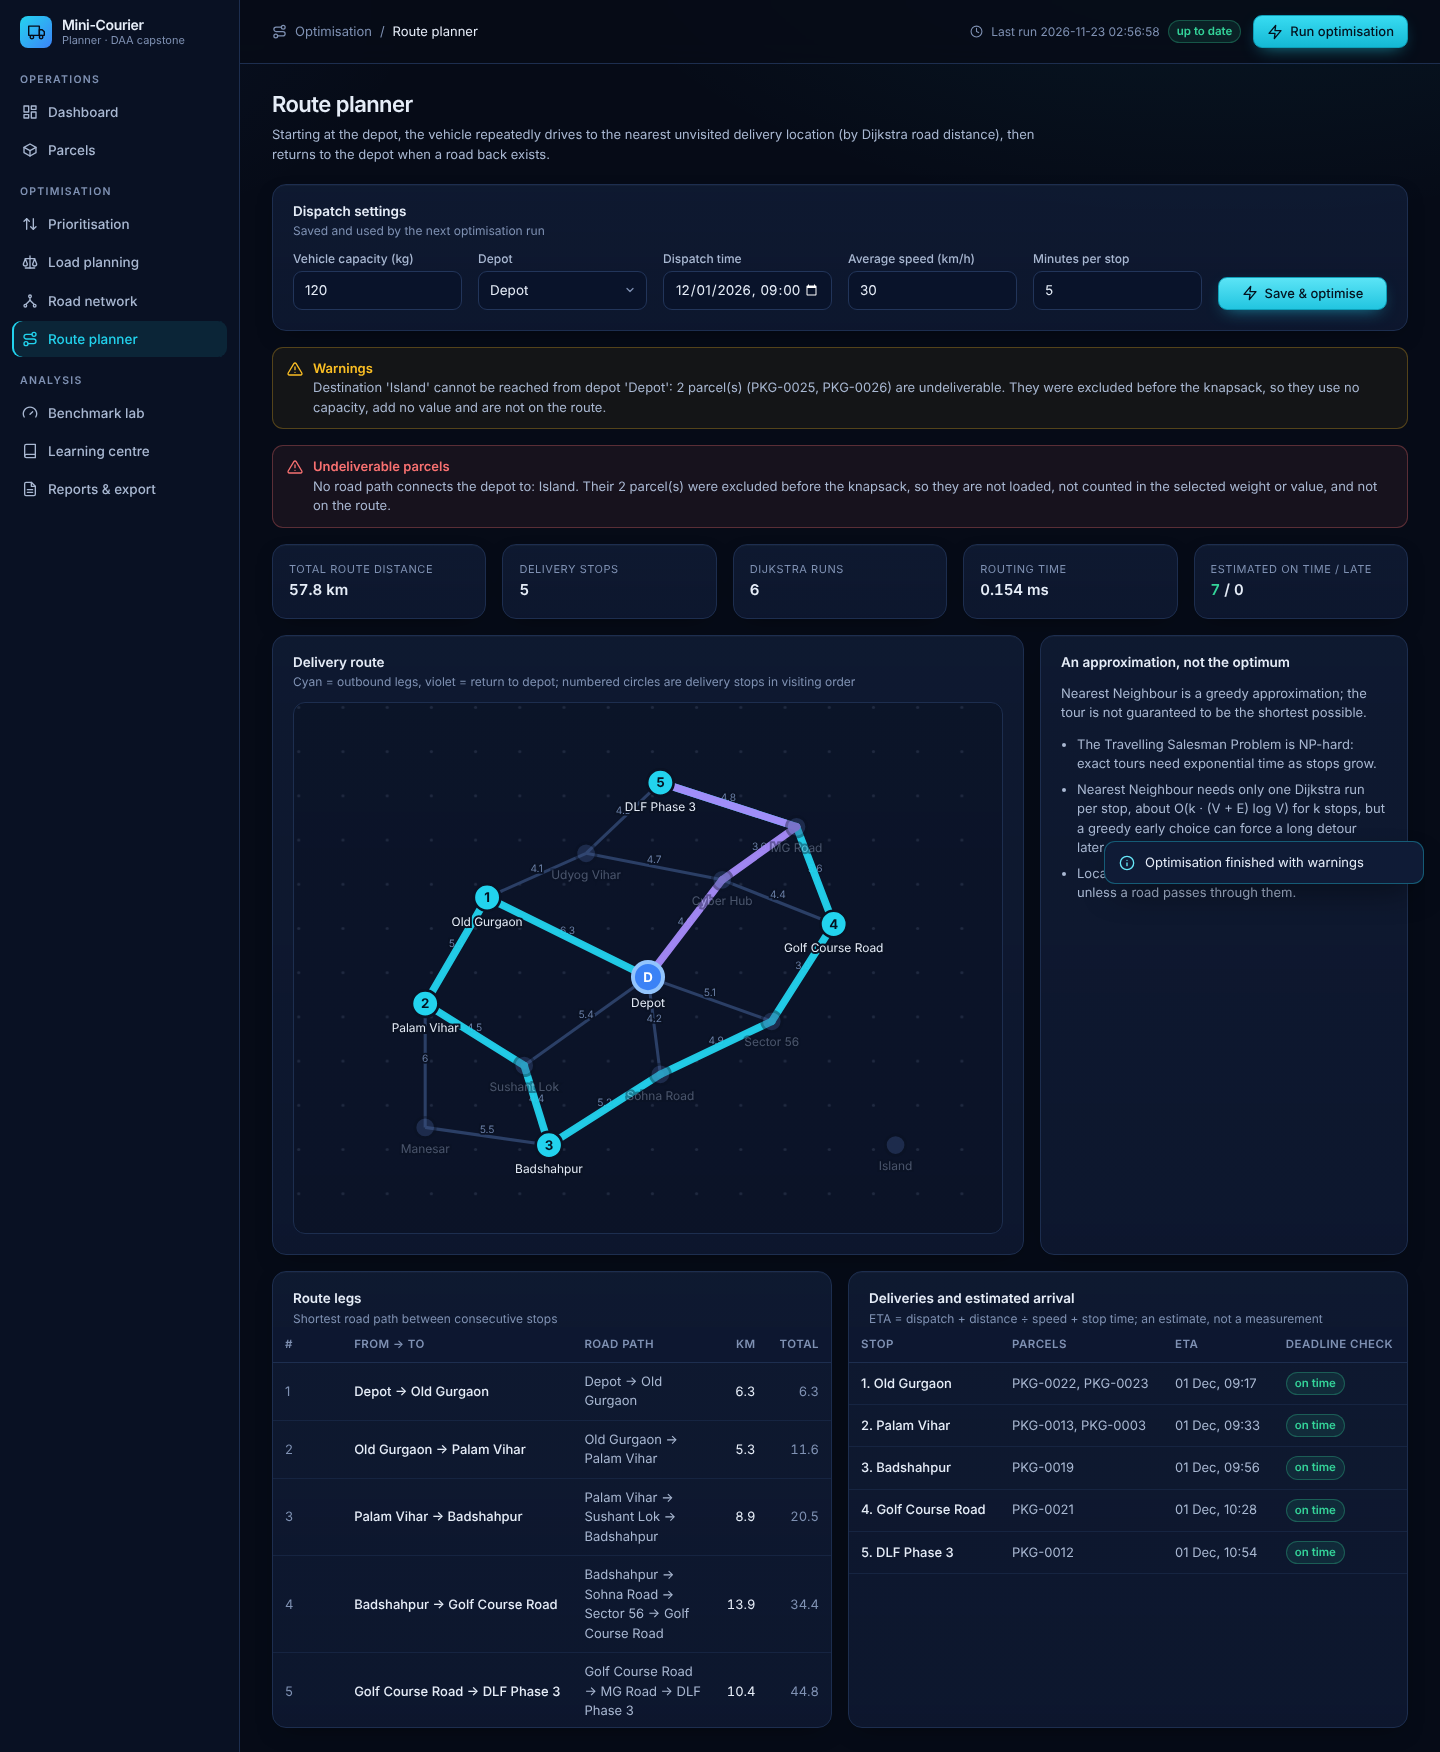 Mini-Courier
Planner · DAA capstone
OPERATIONS
Dashboard
Parcels
OPTIMISATION
Prioritisation
Load planning
Road network
Route planner
ANALYSIS
Benchmark lab
Learning centre
Reports & export
Optimisation / Route planner
Last run 2026-11-23 02:56:58
up to date
Run optimisation
Route planner
Starting at the depot, the vehicle repeatedly drives to the nearest unvisited delivery location (by Dijkstra road distance), then
returns to the depot when a road back exists.
Dispatch settings
Saved and used by the next optimisation run
Vehicle capacity (kg)
120
Depot
Depot
Dispatch time
12/01/2026, 09:00
Average speed (km/h)
30
Minutes per stop
5
Save & optimise
Warnings
Destination 'Island' cannot be reached from depot 'Depot': 2 parcel(s) (PKG-0025, PKG-0026) are undeliverable. They were excluded before the knapsack, so they use no
capacity, add no value and are not on the route.
Undeliverable parcels
No road path connects the depot to: Island. Their 2 parcel(s) were excluded before the knapsack, so they are not loaded, not counted in the selected weight or value, and not
on the route.
TOTAL ROUTE DISTANCE
57.8 km
DELIVERY STOPS
5
DIJKSTRA RUNS
6
ROUTING TIME
0.154 ms
ESTIMATED ON TIME / LATE
7 / 0
Delivery route
Cyan = outbound legs, violet = return to depot; numbered circles are delivery stops in visiting order
5
DLF Phase 3
4.8
MG Road
4.1
Udyog Vihar
4.7
Cyber Hub
4.4
1
Old Gurgaon
6.3
4
Golf Course Road
D
Depot
5.1
4.2
5.4
2
Palam Vihar
Sector 56
4.9
6
Sushant Lok
Sohna Road
5.5
Manesar
3
Badshahpur
Island
An approximation, not the optimum
Nearest Neighbour is a greedy approximation; the
tour is not guaranteed to be the shortest possible.
• The Travelling Salesman Problem is NP-hard:
exact tours need exponential time as stops grow.
• Nearest Neighbour needs only one Dijkstra run
per stop, about O(k · (V + E) log V) for k stops, but
a greedy early choice can force a long detour
later
unless a road passes through them.
Optimisation finished with warnings
Route legs
Shortest road path between consecutive stops
# FROM → TO ROAD PATH KM TOTAL
1 Depot → Old Gurgaon Depot → Old Gurgaon 6.3 6.3
2 Old Gurgaon → Palam Vihar Old Gurgaon → Palam Vihar 5.3 11.6
3 Palam Vihar → Badshahpur Palam Vihar → Sushant Lok → Badshahpur 8.9 20.5
4 Badshahpur → Golf Course Road Badshahpur → Sohna Road → Sector 56 → Golf Course Road 13.9 34.4
5 Golf Course Road → DLF Phase 3 Golf Course Road → MG Road → DLF Phase 3 10.4 44.8
Deliveries and estimated arrival
ETA = dispatch + distance ÷ speed + stop time; an estimate, not a measurement
STOP PARCELS ETA DEADLINE CHECK
1. Old Gurgaon PKG-0022, PKG-0023 01 Dec, 09:17 on time
2. Palam Vihar PKG-0013, PKG-0003 01 Dec, 09:33 on time
3. Badshahpur PKG-0019 01 Dec, 09:56 on time
4. Golf Course Road PKG-0021 01 Dec, 10:28 on time
5. DLF Phase 3 PKG-0012 01 Dec, 10:54 on time